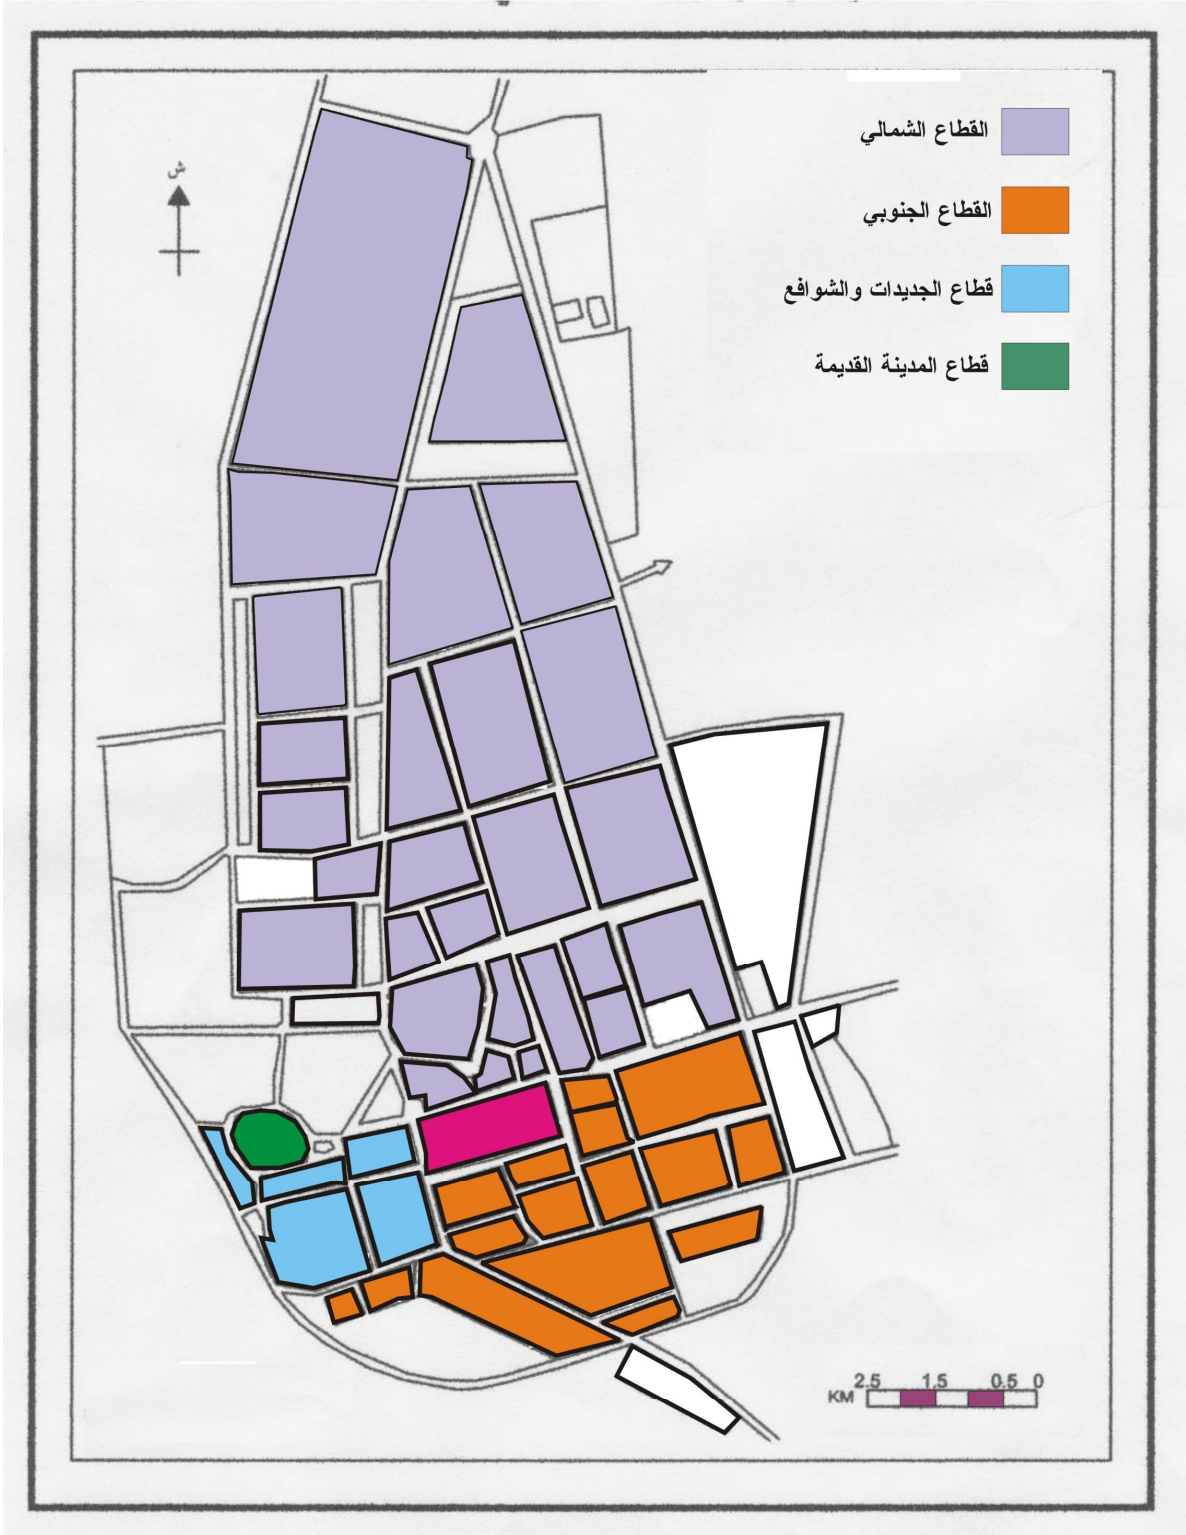 القطاع الشمالي
القطاع الجنوبي
قطاع الجديدات والشوافع
قطاع المدينة القديمة
ش
2.5 1,5 0.5 0
KM